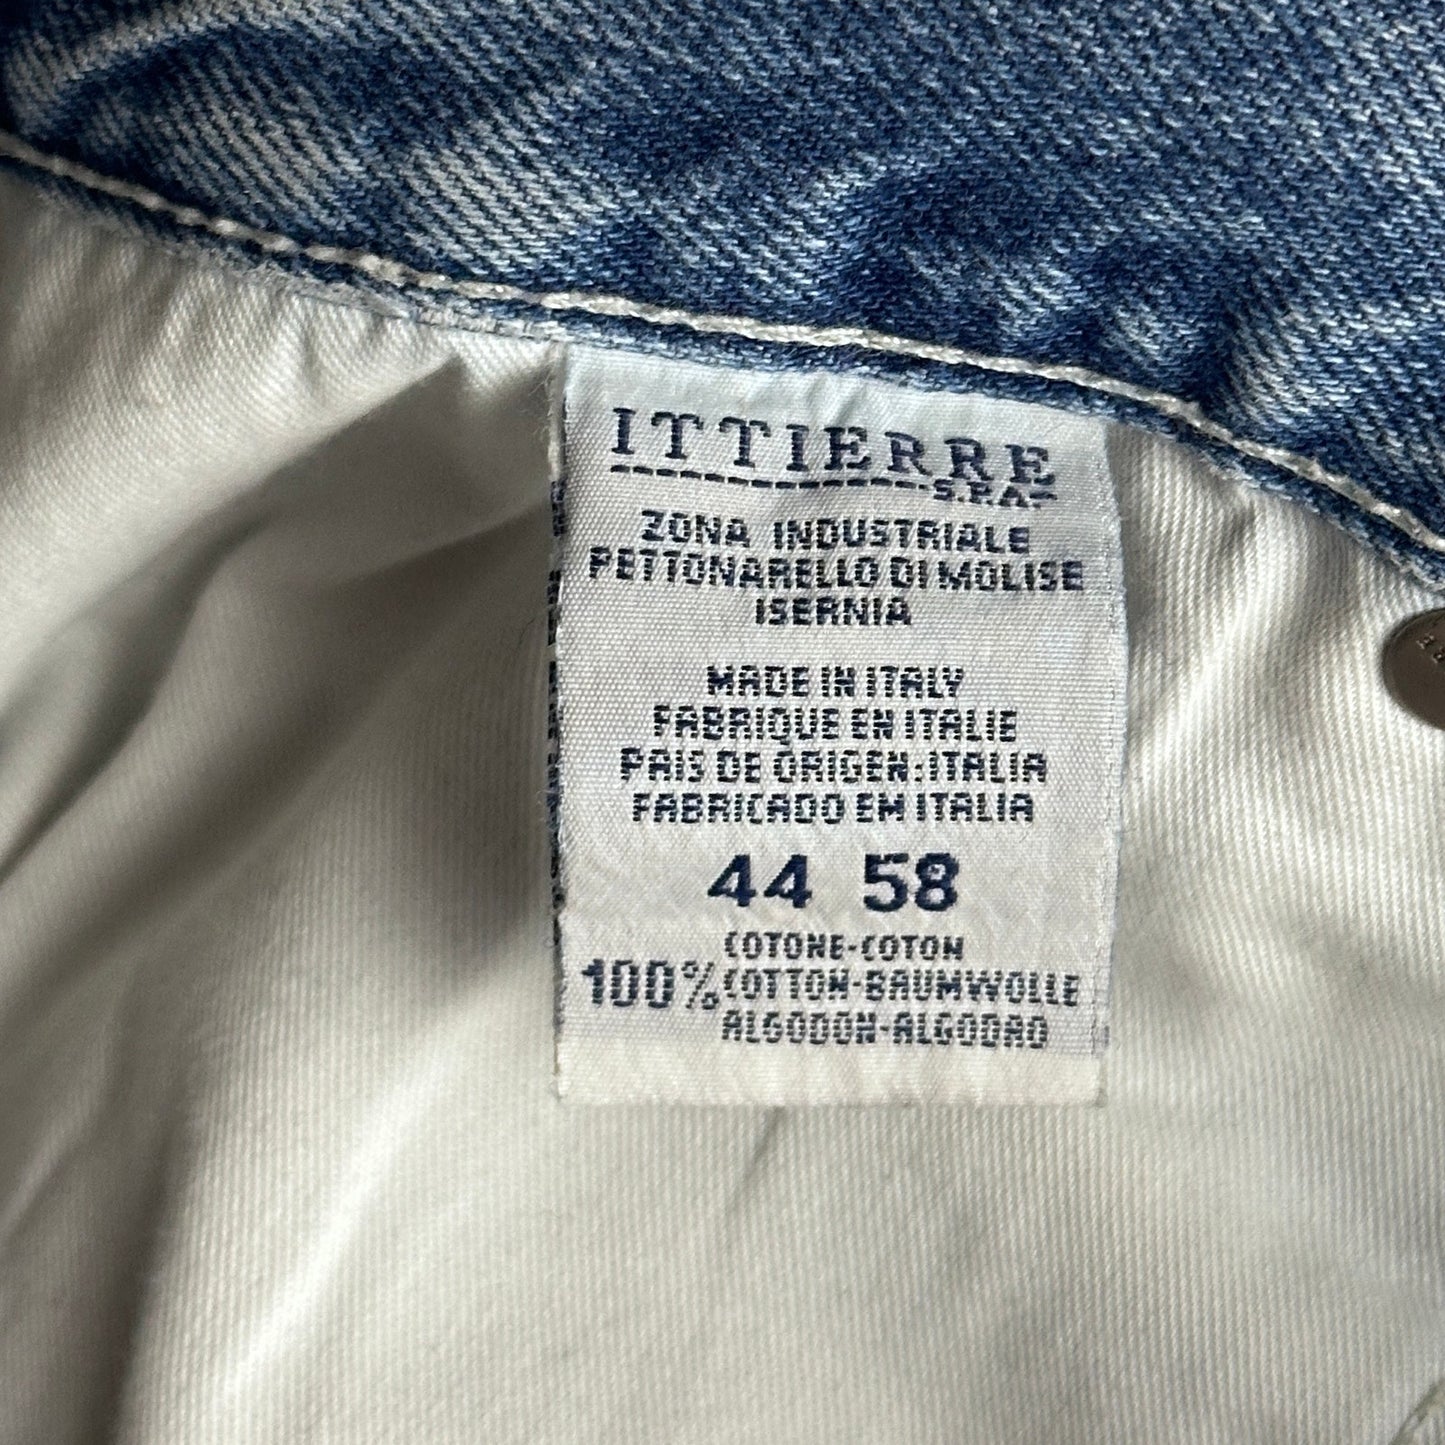 ITTIERRE
S.P.A.
ZONA INDUSTRIALE
PETTONARELLO DI MOLISE
ISERNIA
MADE IN ITALY
FABRIQUE EN ITALIE
PAIS DE ORIGEN:ITALIA
FABRICADO EM ITALIA
44 58
COTONE-COTON
100% COTTON-BAUMWOLLE
ALGODON-ALGODAO